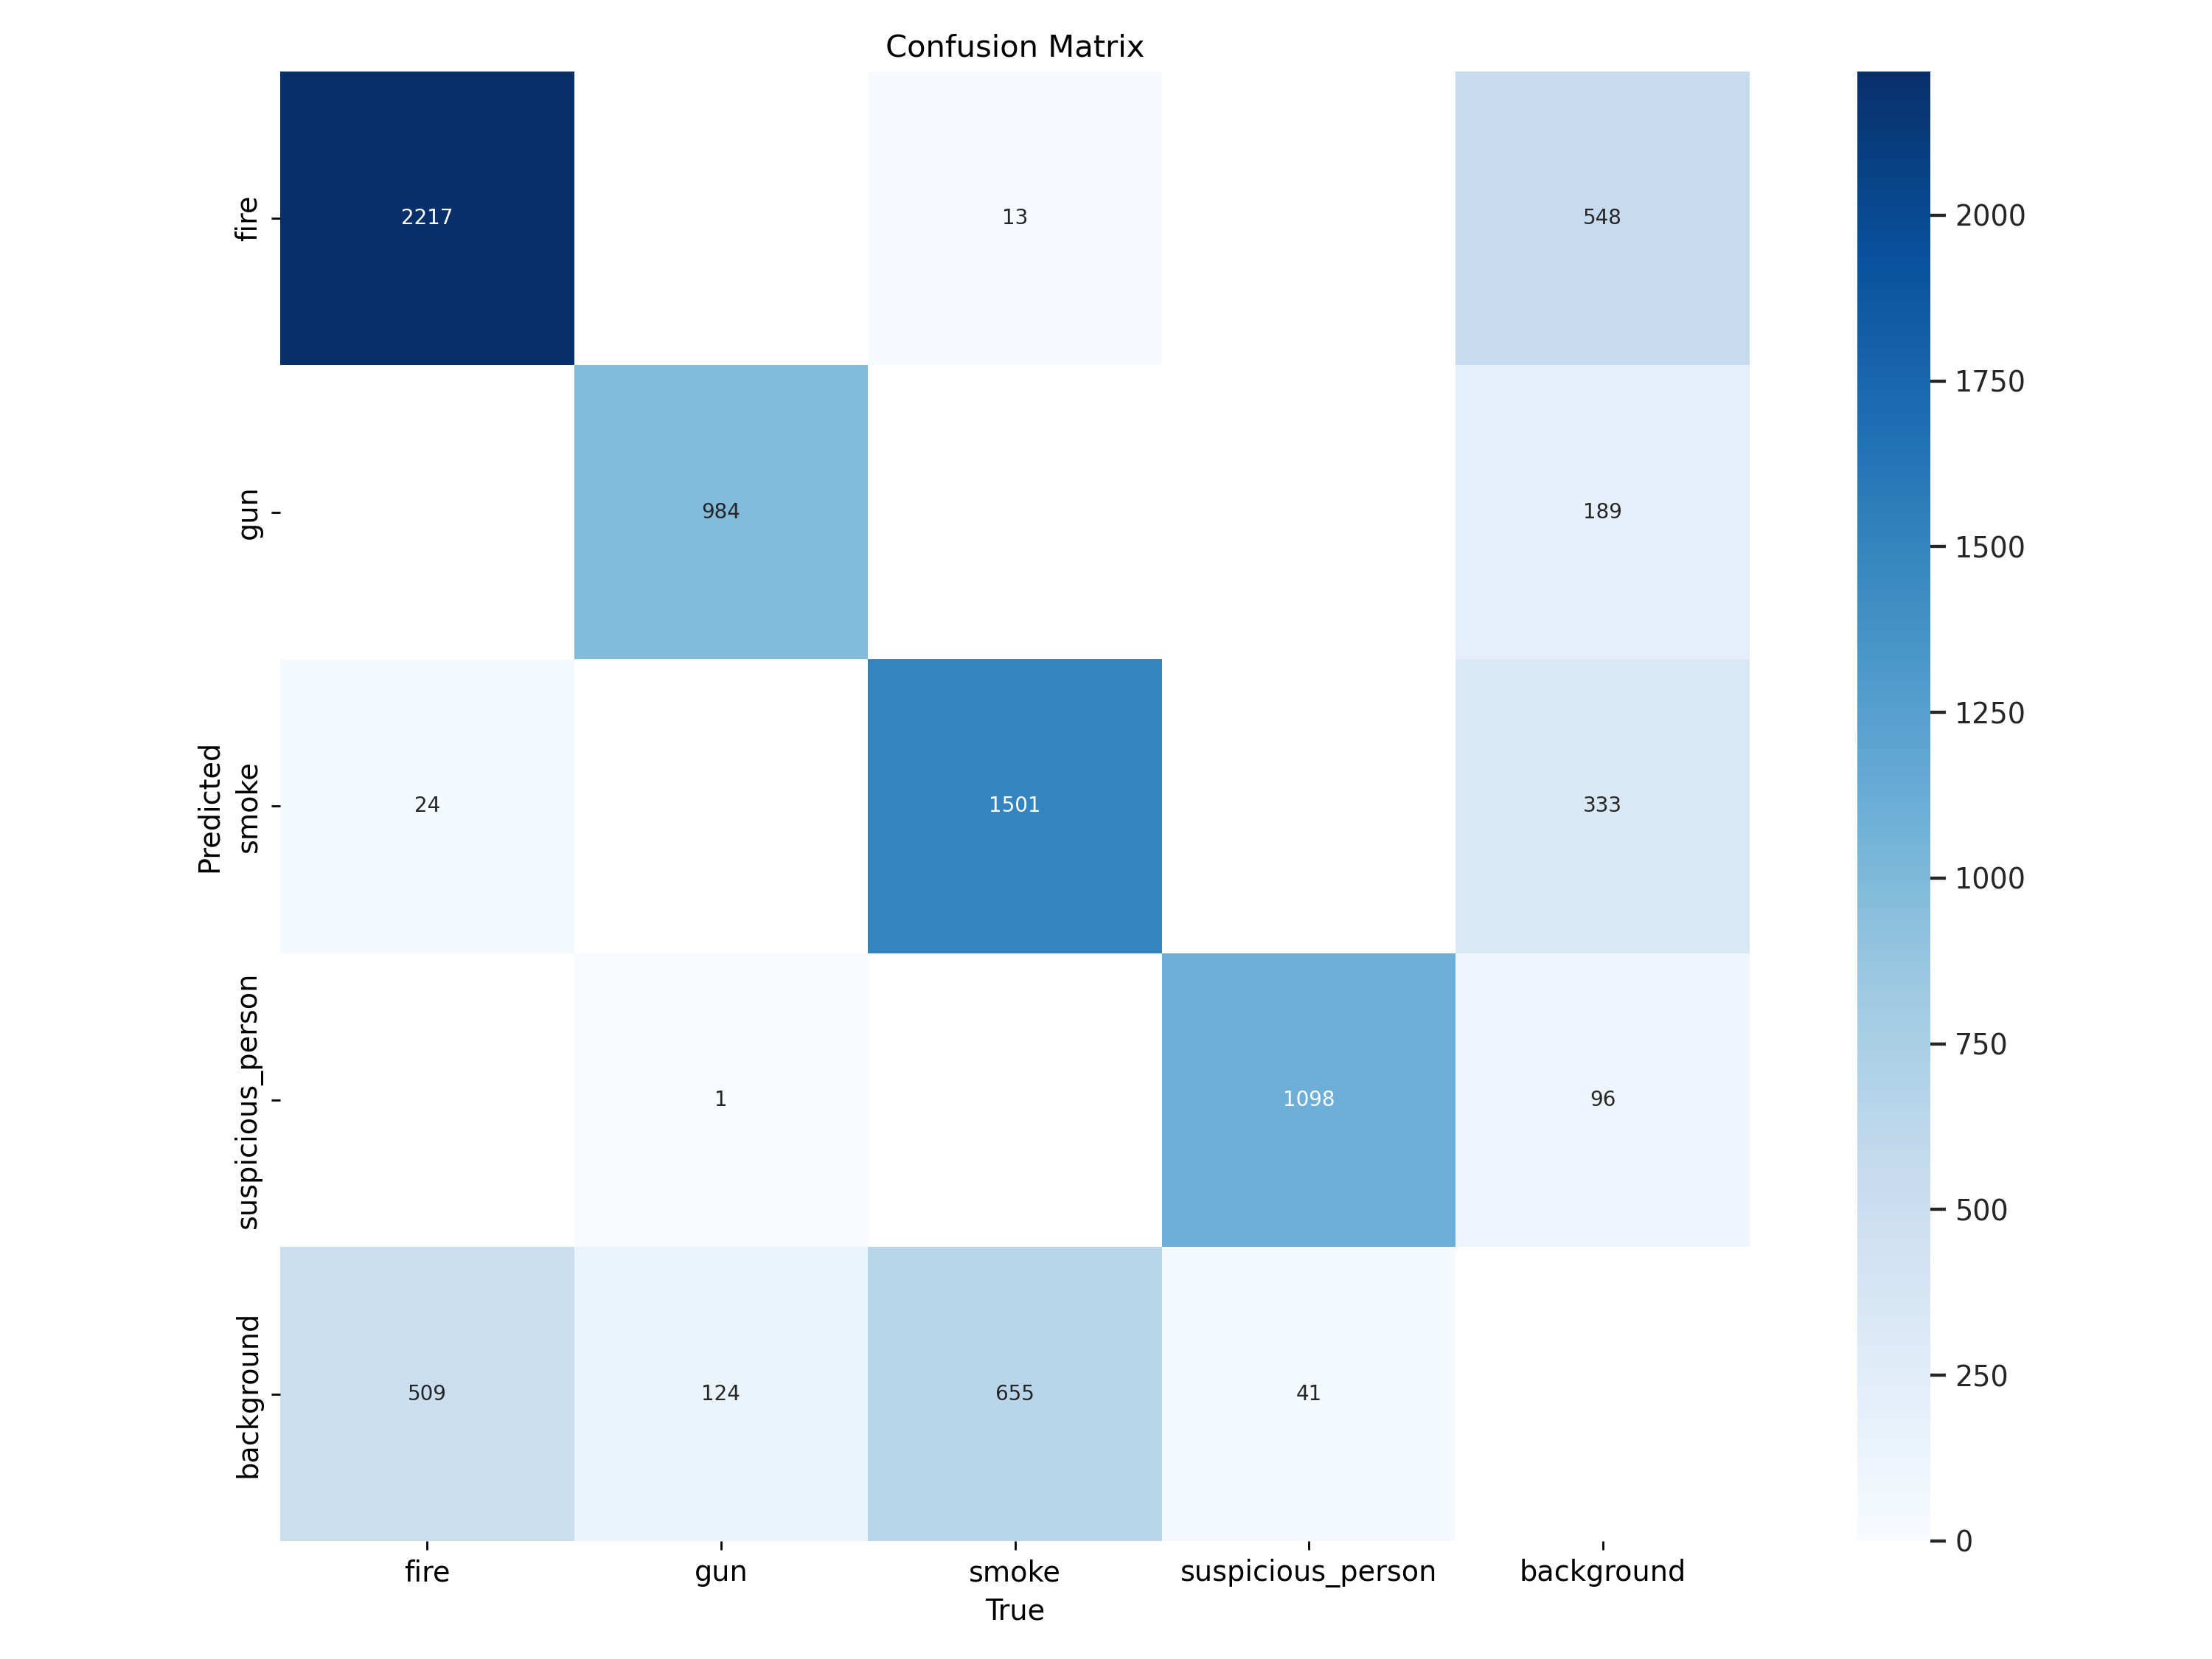 Confusion Matrix
fire
2217
13
548
2000
1750
gun
984
189
1500
1250
Predicted
smoke
24
1501
333
1000
750
suspicious_person
1
1098
96
500
250
background
509
124
655
41
0
fire
gun
smoke
suspicious_person
background
True